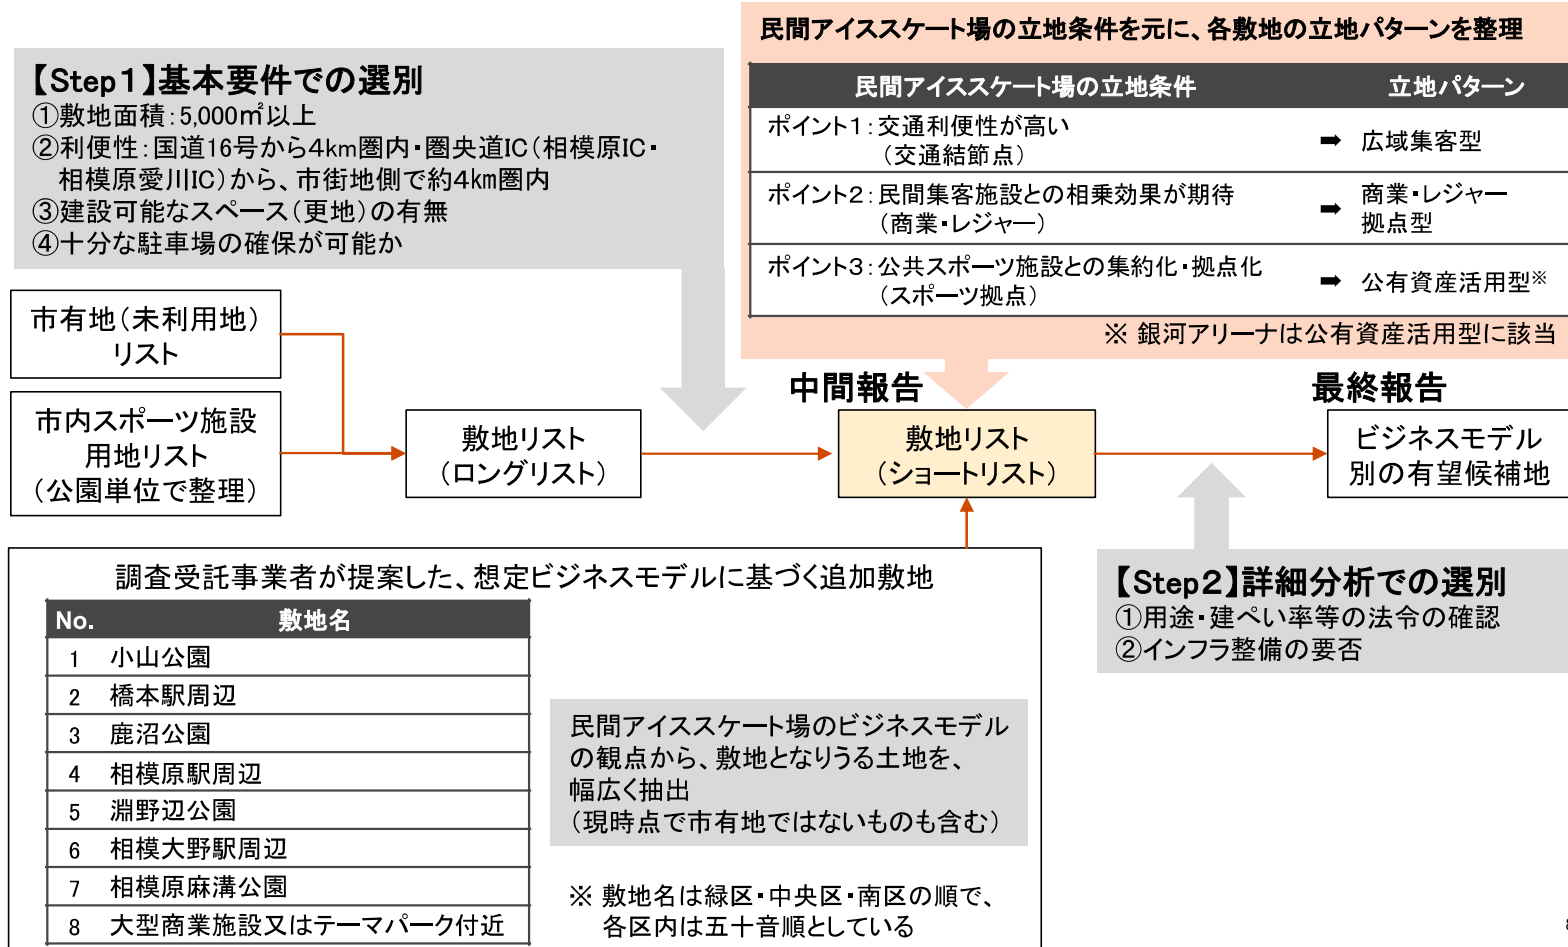 民間アイススケート場の立地条件を元に、各敷地の立地パターンを整理
民間アイススケート場の立地条件
立地パターン
ポイント1：交通利便性が高い
（交通結節点）
➡ 広域集客型
ポイント2：民間集客施設との相乗効果が期待
（商業・レジャー）
➡ 商業・レジャー
拠点型
ポイント3：公共スポーツ施設との集約化・拠点化
（スポーツ拠点）
➡ 公有資産活用型※
※ 銀河アリーナは公有資産活用型に該当
【Step1】基本要件での選別
①敷地面積：5,000㎡以上
②利便性：国道16号から4km圏内・圏央道IC（相模原IC・
相模原愛川IC）から、市街地側で約4km圏内
③建設可能なスペース（更地）の有無
④十分な駐車場の確保が可能か
市有地（未利用地）
リスト
市内スポーツ施設
用地リスト
（公園単位で整理）
敷地リスト
（ロングリスト）
中間報告
敷地リスト
（ショートリスト）
最終報告
ビジネスモデル
別の有望候補地
【Step2】詳細分析での選別
①用途・建ぺい率等の法令の確認
②インフラ整備の要否
調査受託事業者が提案した、想定ビジネスモデルに基づく追加敷地
No. 敷地名
1 小山公園
2 橋本駅周辺
3 鹿沼公園
4 相模原駅周辺
5 淵野辺公園
6 相模大野駅周辺
7 相模原麻溝公園
8 大型商業施設又はテーマパーク付近
民間アイススケート場のビジネスモデル
の観点から、敷地となりうる土地を、
幅広く抽出
（現時点で市有地ではないものも含む）
※ 敷地名は緑区・中央区・南区の順で、
各区内は五十音順としている